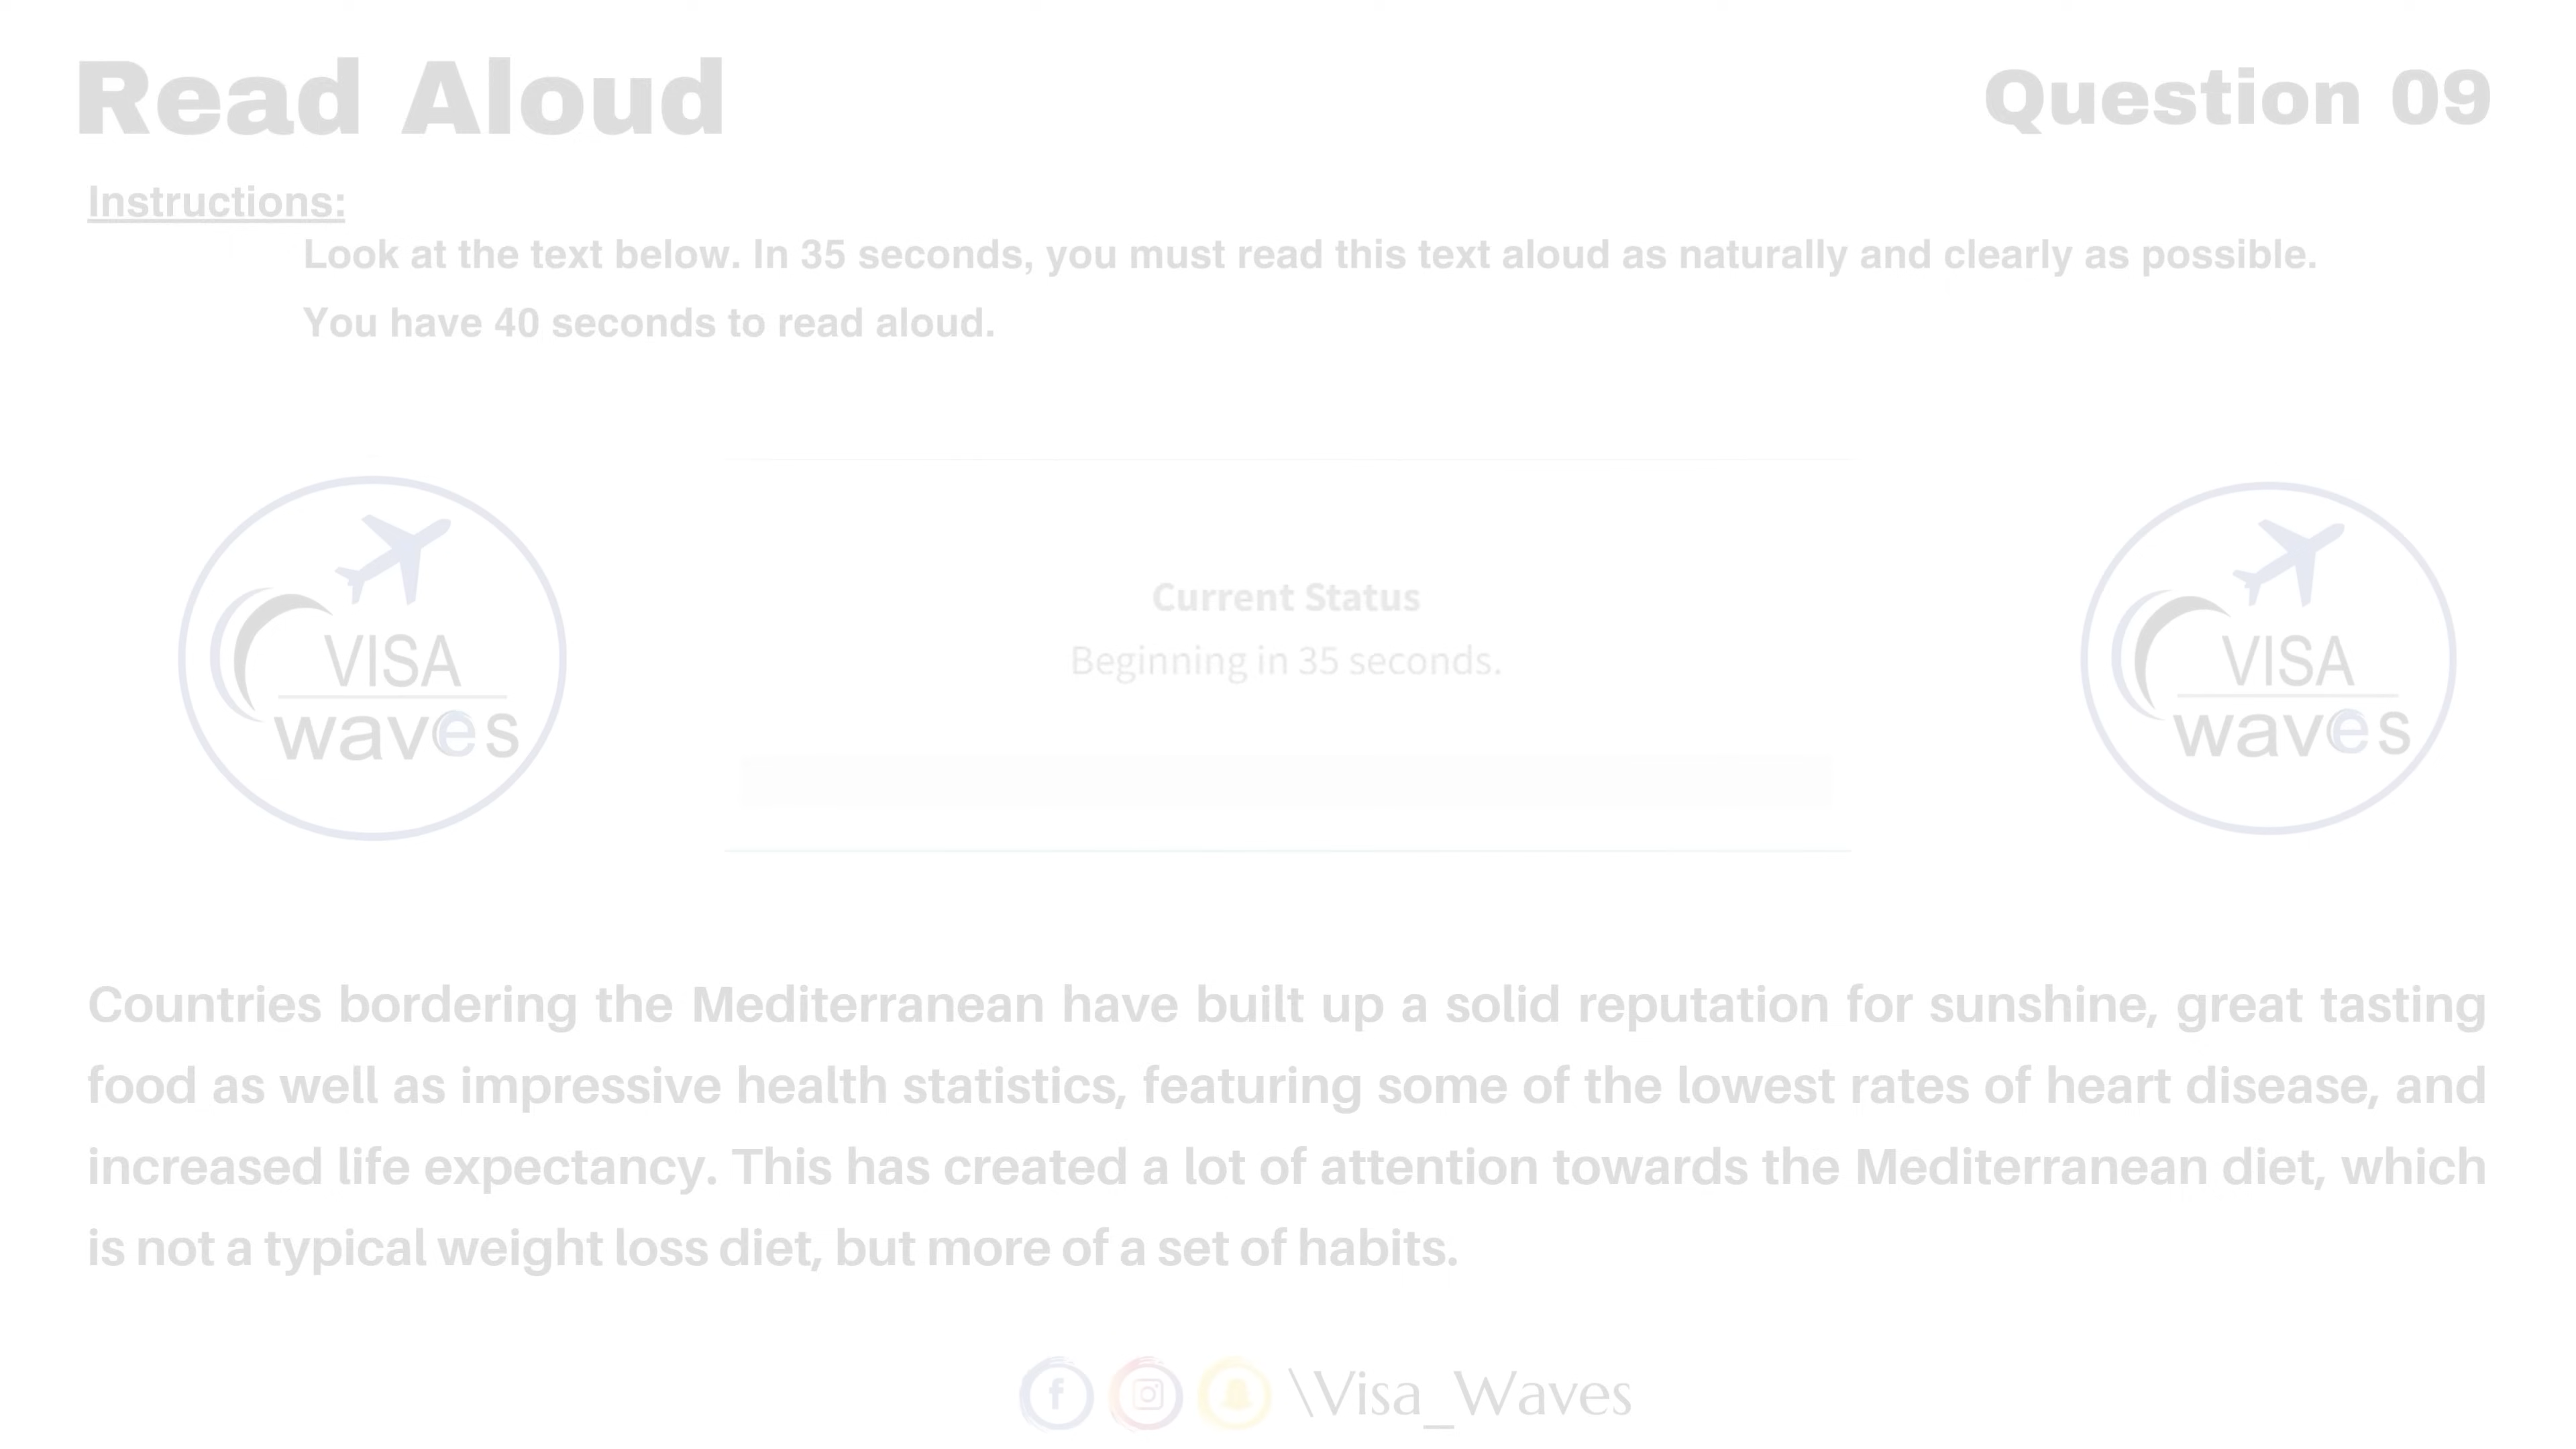 Read Aloud
Question 09
Instructions:
Look at the text below. In 35 seconds, you must read this text aloud as naturally and clearly as possible.
You have 40 seconds to read aloud.
VISA
waves
Current Status
Beginning in 35 seconds.
VISA
waves
Countries bordering the Mediterranean have built up a solid reputation for sunshine, great tasting
food as well as impressive health statistics, featuring some of the lowest rates of heart disease, and
increased life expectancy. This has created a lot of attention towards the Mediterranean diet, which
is not a typical weight loss diet, but more of a set of habits.
\Visa_Waves